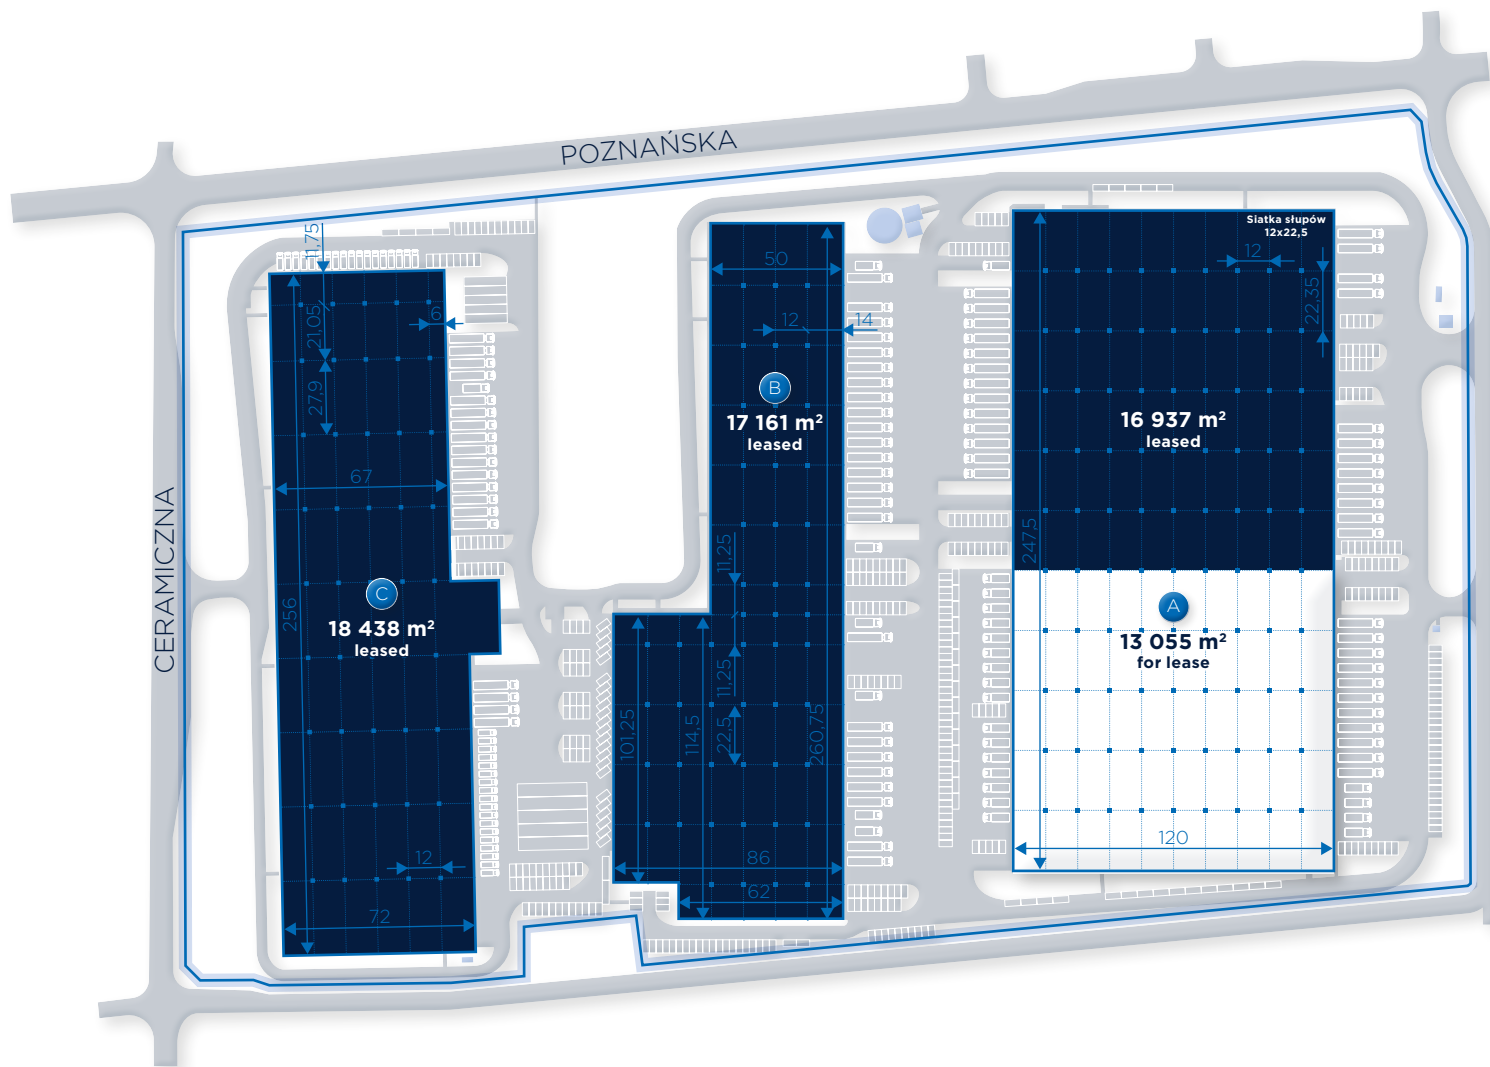 POZNAŃSKA
CERAMICZNA
11,75
21,05
27,9
6
67
256
C
18 438 m²
leased
12
72
50
12
14
B
17 161 m²
leased
11,25
11,25
101,25
114,5
22,5
260,75
86
62
Siatka słupów
12x22,5
12
22,35
16 937 m²
leased
247,5
A
13 055 m²
for lease
120